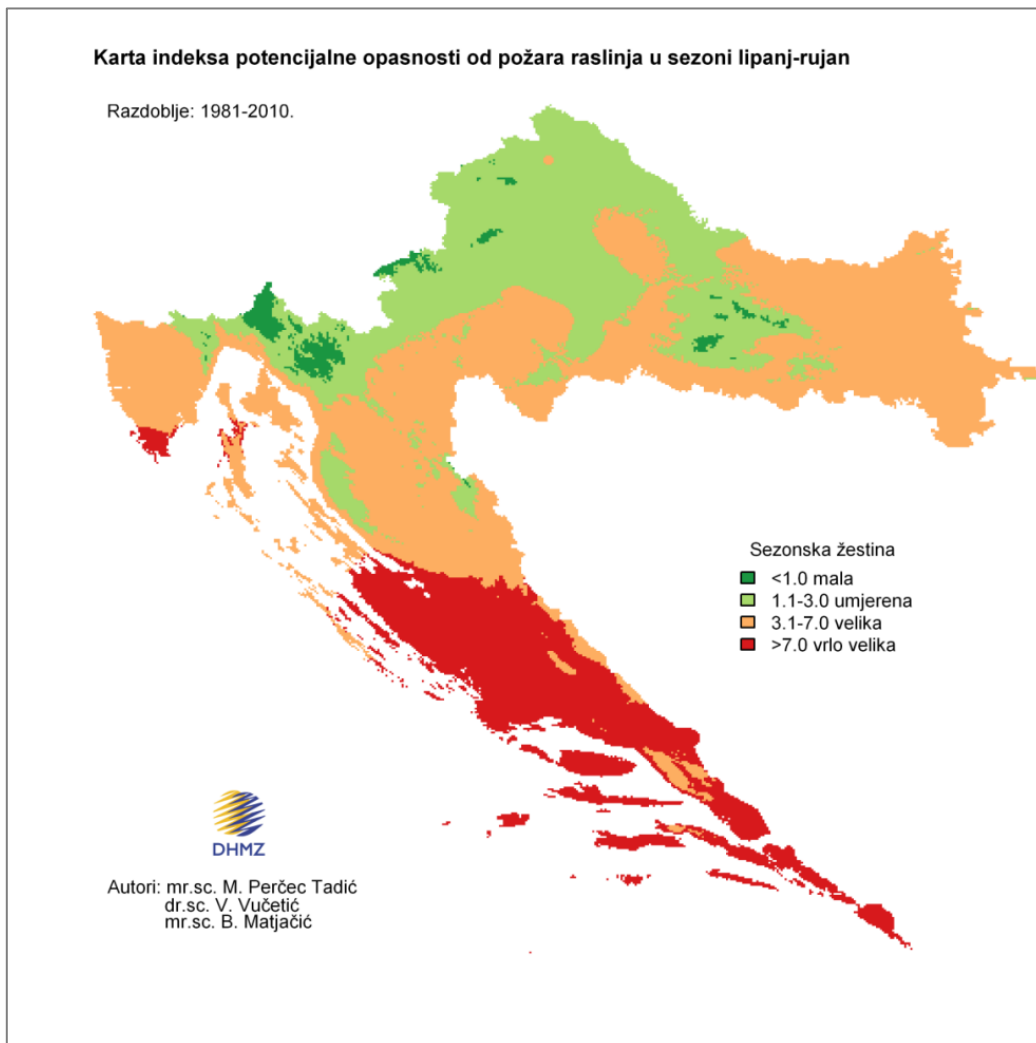 Karta indeksa potencijalne opasnosti od požara raslinja u sezoni lipanj-rujan
Razdoblje: 1981-2010.
Sezonska žestina
<1.0 mala
1.1-3.0 umjerena
3.1-7.0 velika
>7.0 vrlo velika
DHMZ
Autori: mr.sc. M. Perčec Tadić
dr.sc. V. Vučetić
mr.sc. B. Matjačić